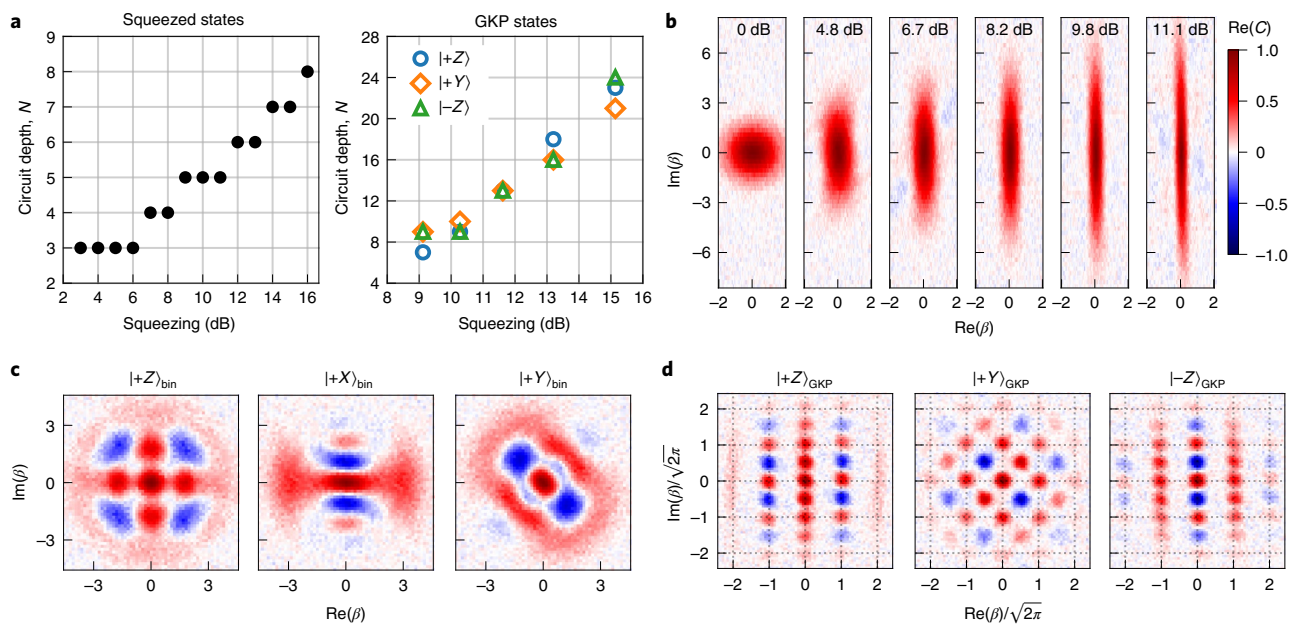 a
Squeezed states
Circuit depth, N
9
8
7
6
5
4
3
2
2 4 6 8 10 12 14 16
Squeezing (dB)
GKP states
Circuit depth, N
28
24
20
16
12
8
4
|+Z⟩
|+Y⟩
|−Z⟩
8 9 10 11 12 13 14 15 16
Squeezing (dB)
b
0 dB 4.8 dB 6.7 dB 8.2 dB 9.8 dB 11.1 dB
Im(β)
6
3
0
−3
−6
−2 0 2 −2 0 2 −2 0 2 −2 0 2 −2 0 2 −2 0 2
Re(β)
Re(C)
1.0
0.5
0
−0.5
−1.0
c
|+Z⟩bin |+X⟩bin |+Y⟩bin
Im(β)
3
0
−3
−3 0 3 −3 0 3 −3 0 3
Re(β)
d
|+Z⟩GKP |+Y⟩GKP |−Z⟩GKP
Im(β)/√2π
2
1
0
−1
−2
−2 −1 0 1 2 −2 −1 0 1 2 −2 −1 0 1 2
Re(β)/√2π